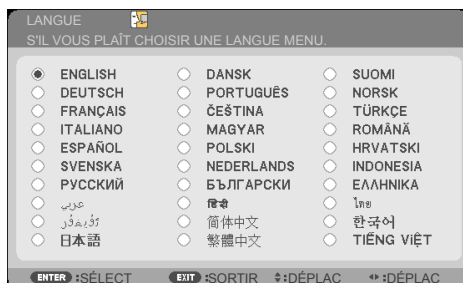 LANGUE
S'IL VOUS PLAÎT CHOISIR UNE LANGUE MENU.
ENGLISH DANSK SUOMI
DEUTSCH PORTUGUÊS NORSK
FRANÇAIS ČEŠTINA TÜRKÇE
ITALIANO MAGYAR ROMÂNĂ
ESPAÑOL POLSKI HRVATSKI
SVENSKA NEDERLANDS INDONESIA
РУССКИЙ БЪЛГАРСКИ ΕΛΛΗΝΙΚΑ
عربي हिन्दी ไทย
简体中文 한국어
日本語 繁體中文 TIẾNG VIỆT
ENTER :SÉLECT EXIT :SORTIR :DÉPLAC :DÉPLAC